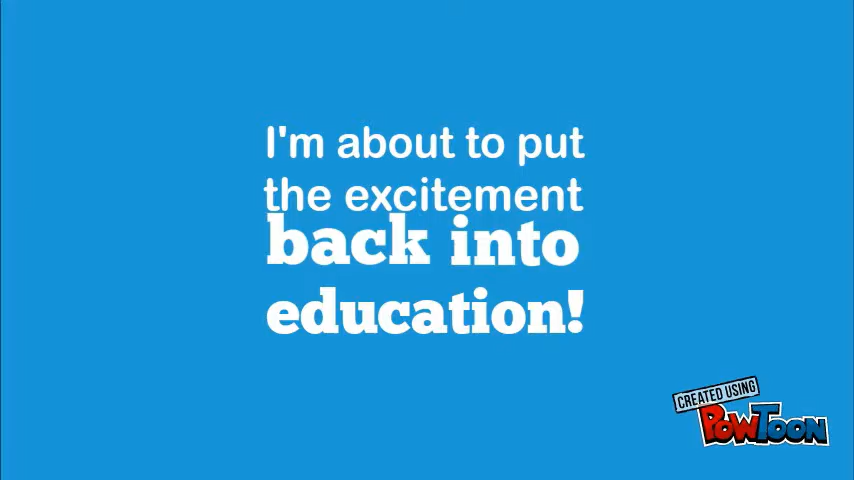 I'm about to put
the excitement
back into
education!
CREATED USING
POWTOON